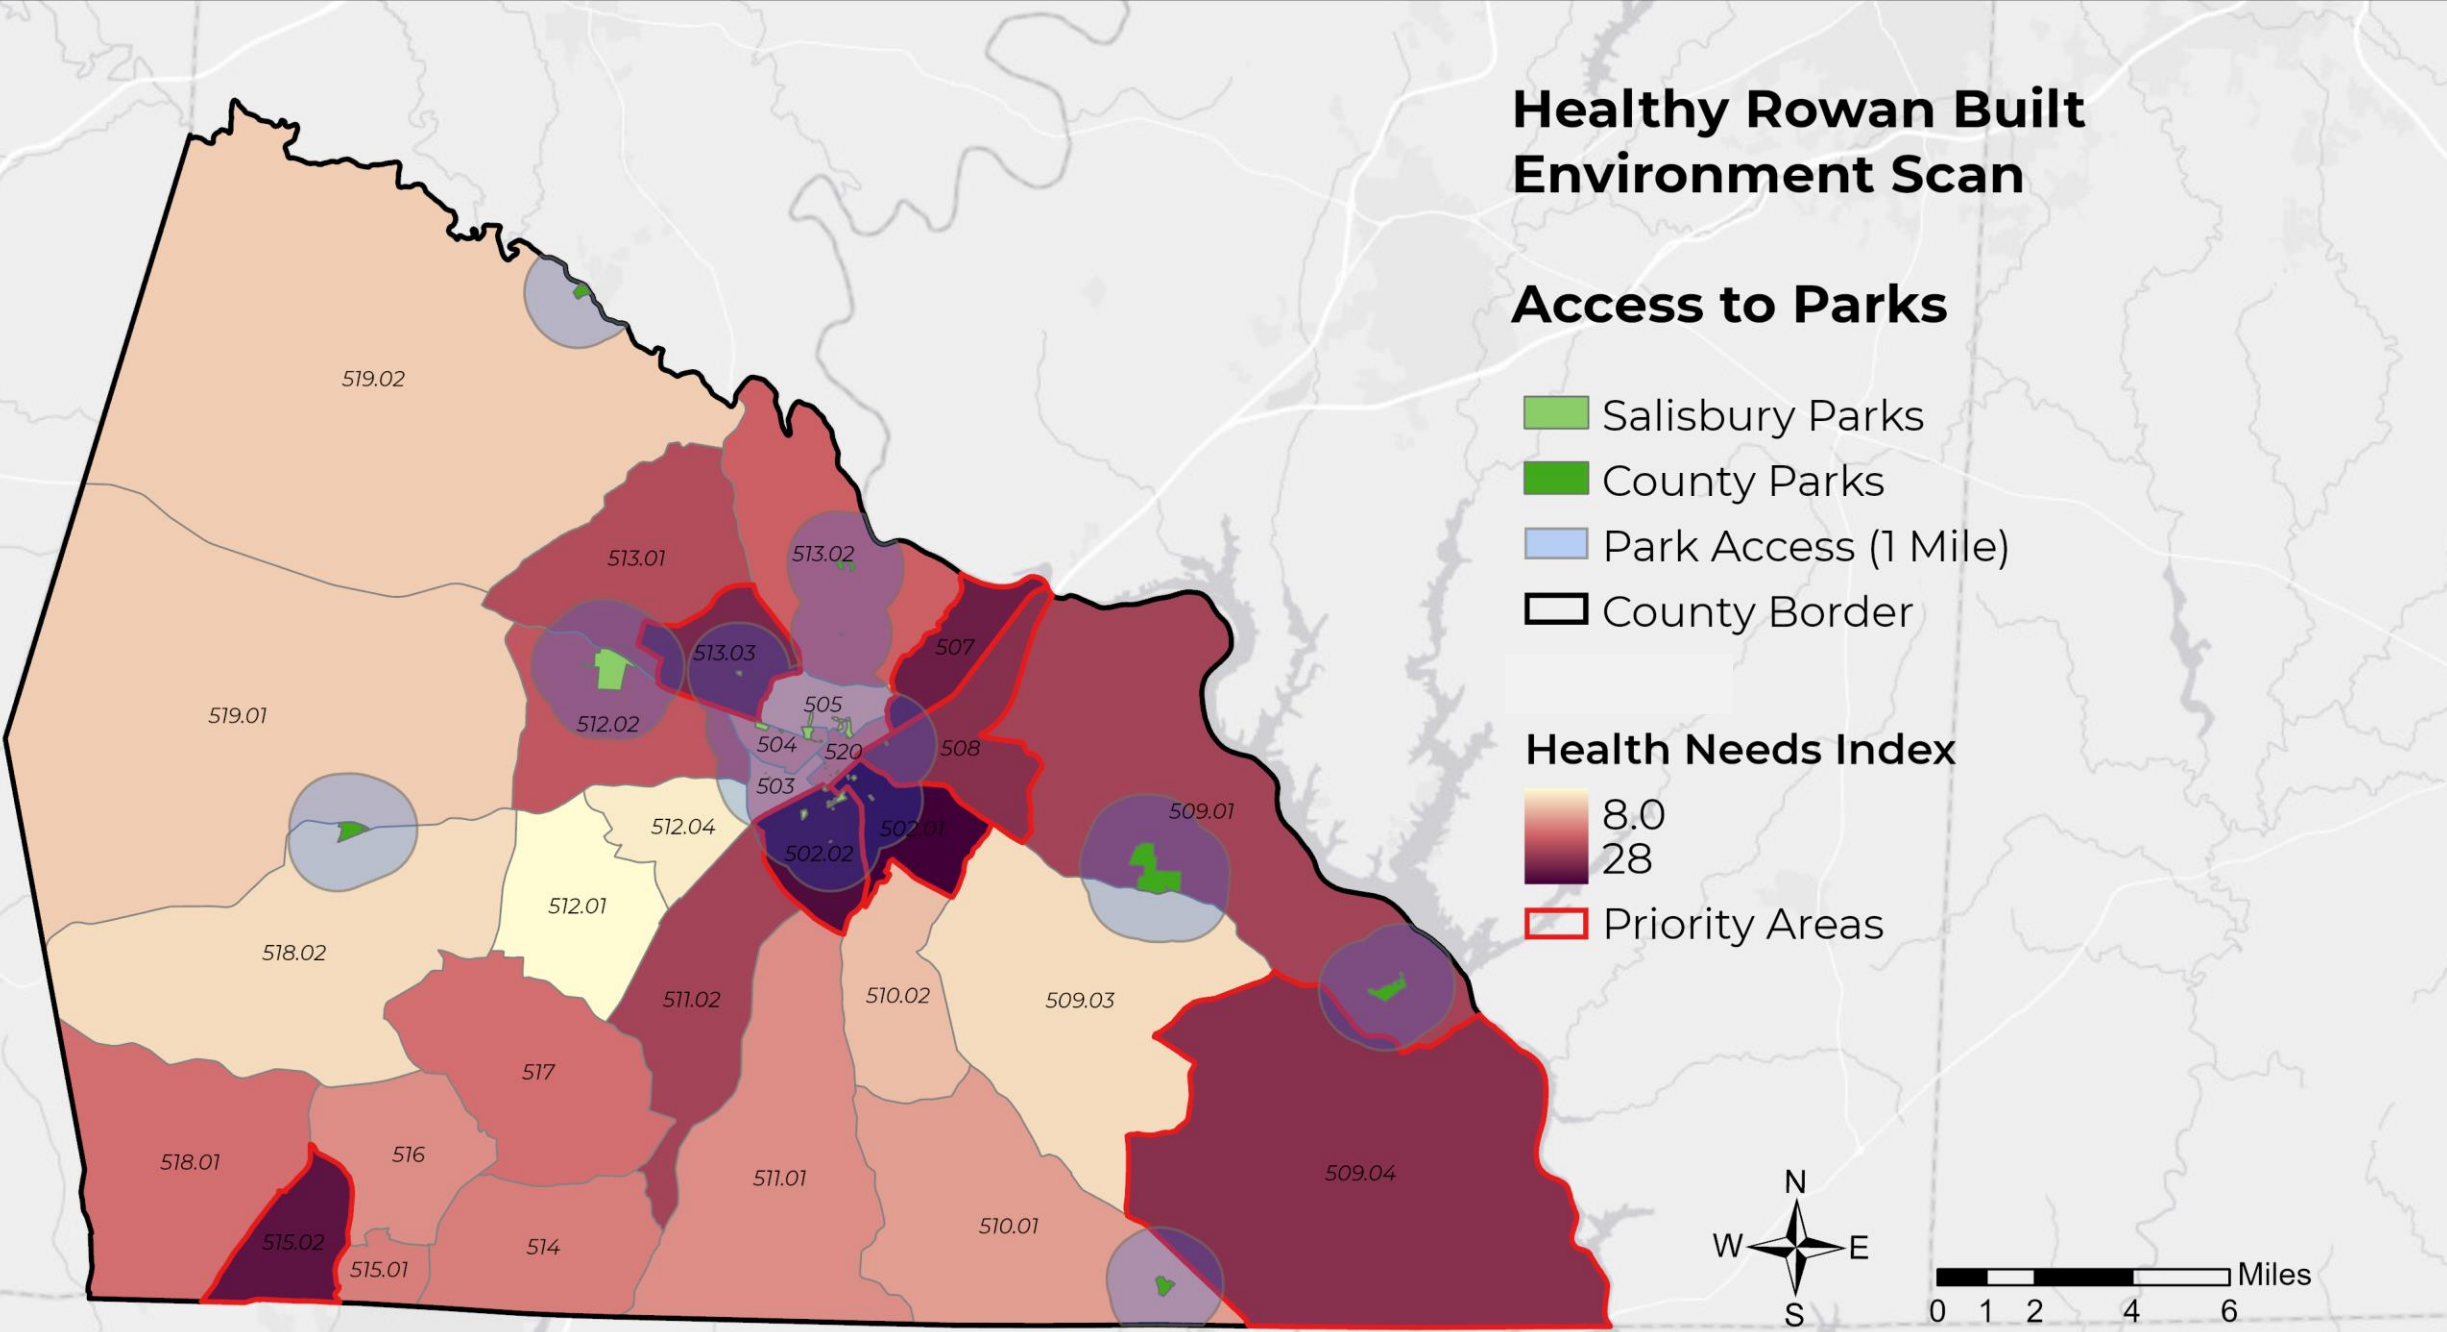 Healthy Rowan Built
Environment Scan
Access to Parks
Salisbury Parks
County Parks
Park Access (1 Mile)
County Border
Health Needs Index
8.0
28
Priority Areas
519.02
513.01
513.02
507
513.03
505
519.01
512.02
504
520
508
503
509.01
512.04
502.01
502.02
512.01
518.02
511.02
510.02
509.03
517
518.01
516
511.01
509.04
510.01
515.02
514
515.01
N
W E
S
Miles
0 1 2 4 6